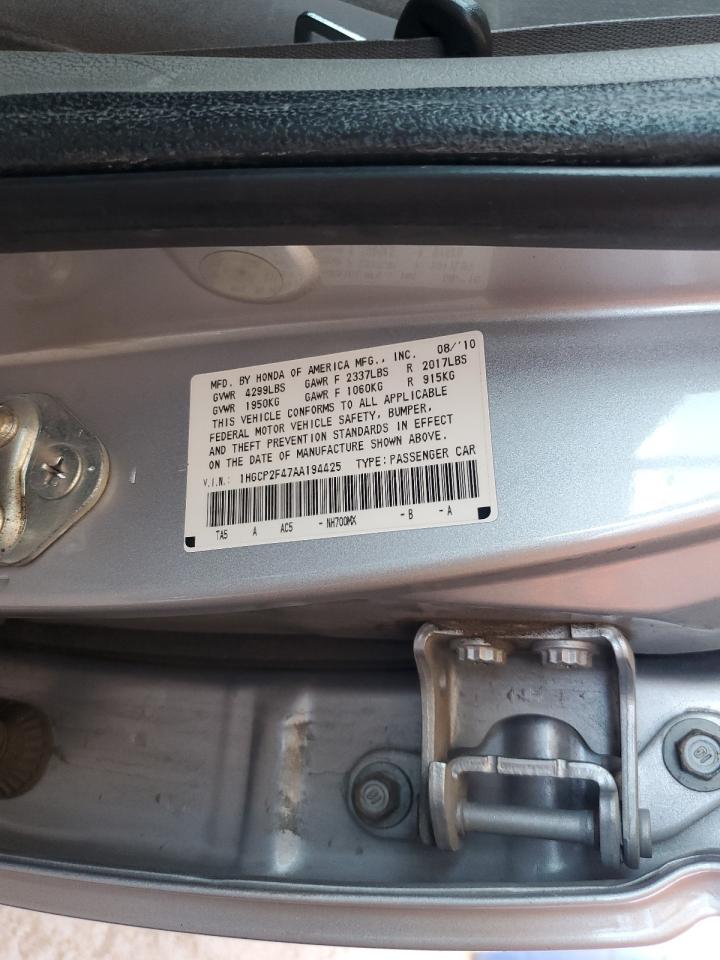 MFD. BY HONDA OF AMERICA MFG., INC. 08/'10
GVWR 4299LBS GAWR F 2337LBS R 2017LBS
GVWR 1950KG GAWR F 1060KG R 915KG
THIS VEHICLE CONFORMS TO ALL APPLICABLE
FEDERAL MOTOR VEHICLE SAFETY, BUMPER,
AND THEFT PREVENTION STANDARDS IN EFFECT
ON THE DATE OF MANUFACTURE SHOWN ABOVE.
V.I.N.: 1HGCP2F47AA194425 TYPE: PASSENGER CAR
TA5 A AC5 -NH700MX -B -A